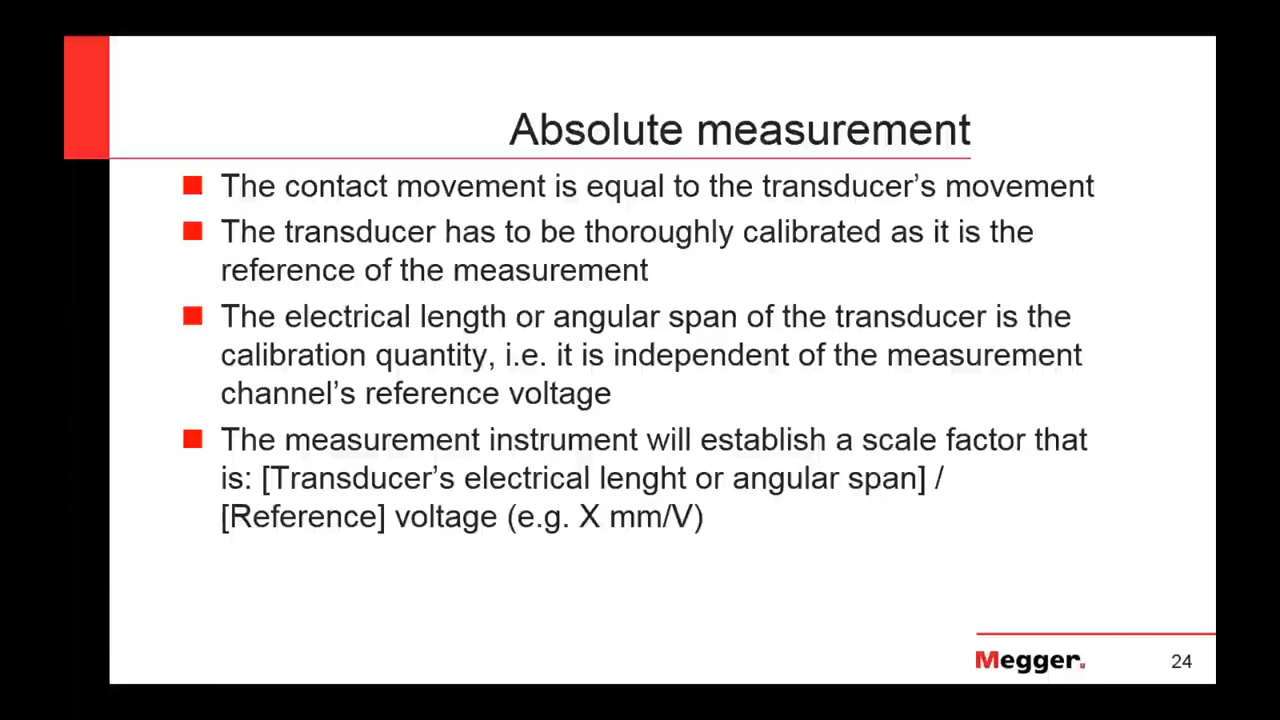 Absolute measurement
The contact movement is equal to the transducer's movement
The transducer has to be thoroughly calibrated as it is the
reference of the measurement
The electrical length or angular span of the transducer is the
calibration quantity, i.e. it is independent of the measurement
channel's reference voltage
The measurement instrument will establish a scale factor that
is: [Transducer's electrical lenght or angular span] /
[Reference] voltage (e.g. X mm/V)
Megger.
24